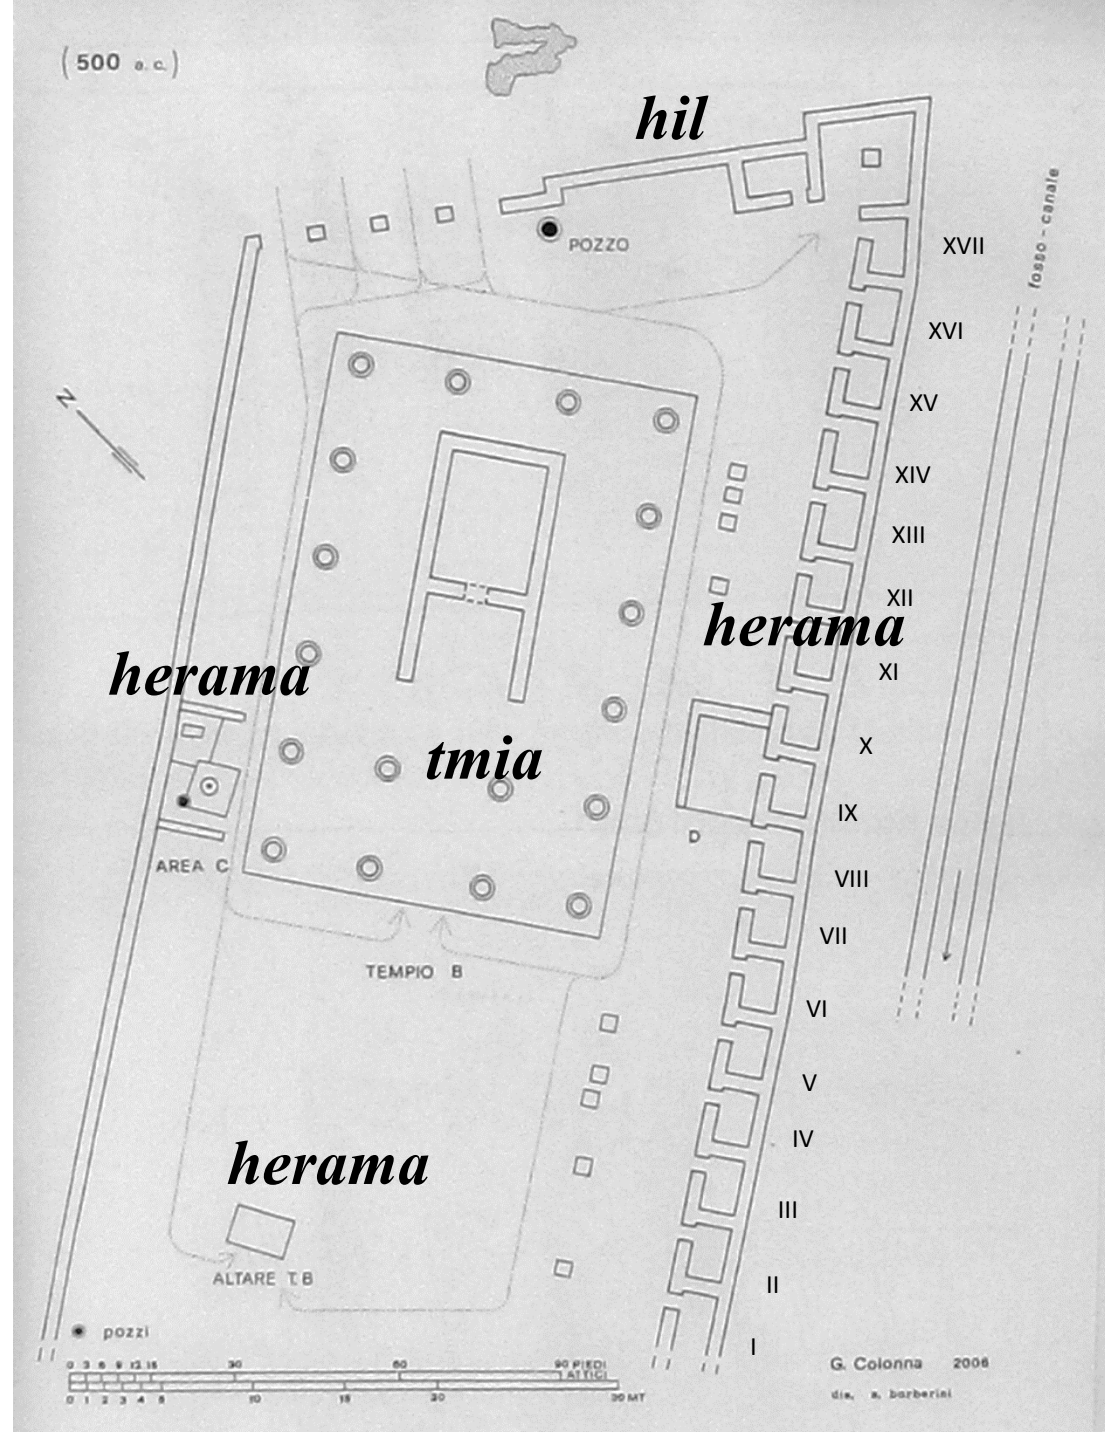 (500 a.c.)
hil
fosso-canale
POZZO
XVII
XVI
N
XV
XIV
XIII
XII
herama
herama
XI
tmia
X
IX
D
AREA C
VIII
VII
TEMPIO B
VI
V
IV
herama
III
ALTARE T. B
II
pozzi
I
0 3 6 9 12 15 30 60 90 PIEDI ATTICI
0 1 2 3 4 5 10 15 20 30 MT
G. Colonna 2006
dis. s. barberini